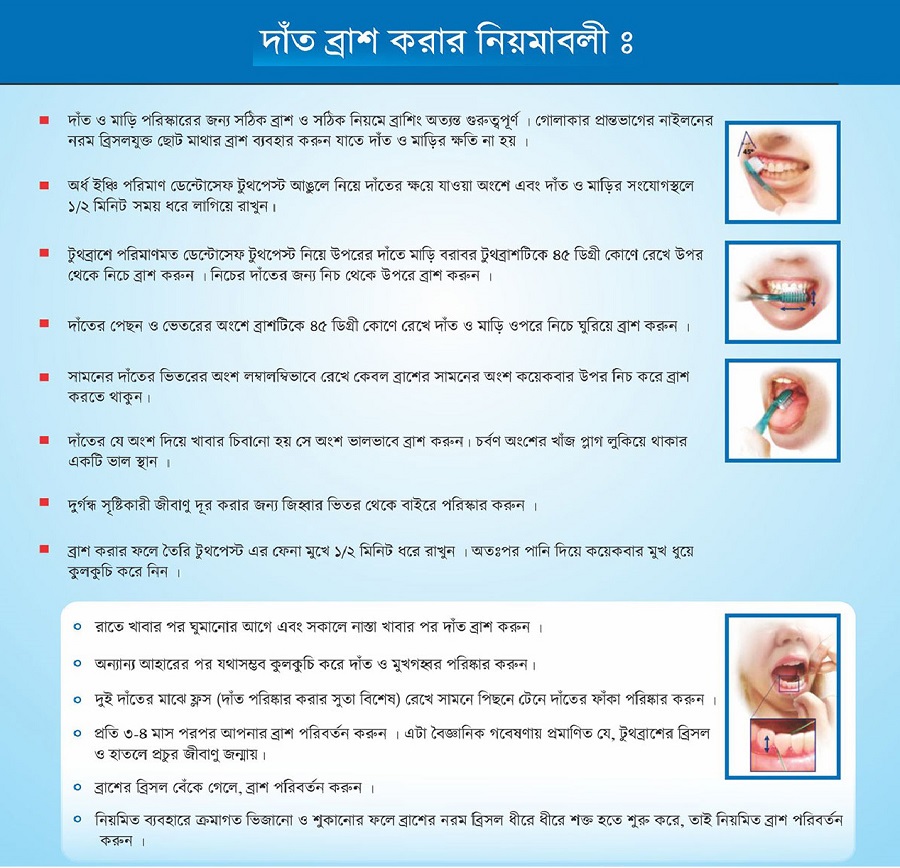 দাঁত ব্রাশ করার নিয়মাবলী ঃ
দাঁত ও মাড়ি পরিস্কারের জন্য সঠিক ব্রাশ ও সঠিক নিয়মে ব্রাশিং অত্যন্ত গুরুত্বপূর্ণ । গোলাকার প্রান্তভাগের নাইলনের
নরম ব্রিসলযুক্ত ছোট মাথার ব্রাশ ব্যবহার করুন যাতে দাঁত ও মাড়ির ক্ষতি না হয় ।
45°
অর্ধ ইঞ্চি পরিমাণ ডেন্টোসেফ টুথপেস্ট আঙুলে নিয়ে দাঁতের ক্ষয়ে যাওয়া অংশে এবং দাঁত ও মাড়ির সংযোগস্থলে
১/২ মিনিট সময় ধরে লাগিয়ে রাখুন।
টুথব্রাশে পরিমাণমত ডেন্টোসেফ টুথপেস্ট নিয়ে উপরের দাঁতে মাড়ি বরাবর টুথব্রাশটিকে ৪৫ ডিগ্রী কোণে রেখে উপর
থেকে নিচে ব্রাশ করুন । নিচের দাঁতের জন্য নিচ থেকে উপরে ব্রাশ করুন ।
দাঁতের পেছন ও ভেতরের অংশে ব্রাশটিকে ৪৫ ডিগ্রী কোণে রেখে দাঁত ও মাড়ি ওপরে নিচে ঘুরিয়ে ব্রাশ করুন ।
সামনের দাঁতের ভিতরের অংশ লম্বালম্বিভাবে রেখে কেবল ব্রাশের সামনের অংশ কয়েকবার উপর নিচ করে ব্রাশ
করতে থাকুন।
দাঁতের যে অংশ দিয়ে খাবার চিবানো হয় সে অংশ ভালভাবে ব্রাশ করুন। চর্বণ অংশের খাঁজ প্লাগ লুকিয়ে থাকার
একটি ভাল স্থান ।
দুর্গন্ধ সৃষ্টিকারী জীবাণু দূর করার জন্য জিহ্বার ভিতর থেকে বাইরে পরিস্কার করুন ।
ব্রাশ করার ফলে তৈরি টুথপেস্ট এর ফেনা মুখে ১/২ মিনিট ধরে রাখুন । অতঃপর পানি দিয়ে কয়েকবার মুখ ধুয়ে
কুলকুচি করে নিন ।
রাতে খাবার পর ঘুমানোর আগে এবং সকালে নাস্তা খাবার পর দাঁত ব্রাশ করুন ।
অন্যান্য আহারের পর যথাসম্ভব কুলকুচি করে দাঁত ও মুখগহ্বর পরিষ্কার করুন।
দুই দাঁতের মাঝে ফ্লস (দাঁত পরিষ্কার করার সুতা বিশেষ) রেখে সামনে পিছনে টেনে দাঁতের ফাঁকা পরিষ্কার করুন ।
প্রতি ৩-৪ মাস পরপর আপনার ব্রাশ পরিবর্তন করুন । এটা বৈজ্ঞানিক গবেষণায় প্রমাণিত যে, টুথব্রাশের ব্রিসল
ও হাতলে প্রচুর জীবাণু জন্মায়।
ব্রাশের ব্রিসল বেঁকে গেলে, ব্রাশ পরিবর্তন করুন ।
নিয়মিত ব্যবহারে ক্রমাগত ভিজানো ও শুকানোর ফলে ব্রাশের নরম ব্রিসল ধীরে ধীরে শক্ত হতে শুরু করে, তাই নিয়মিত ব্রাশ পরিবর্তন
করুন ।